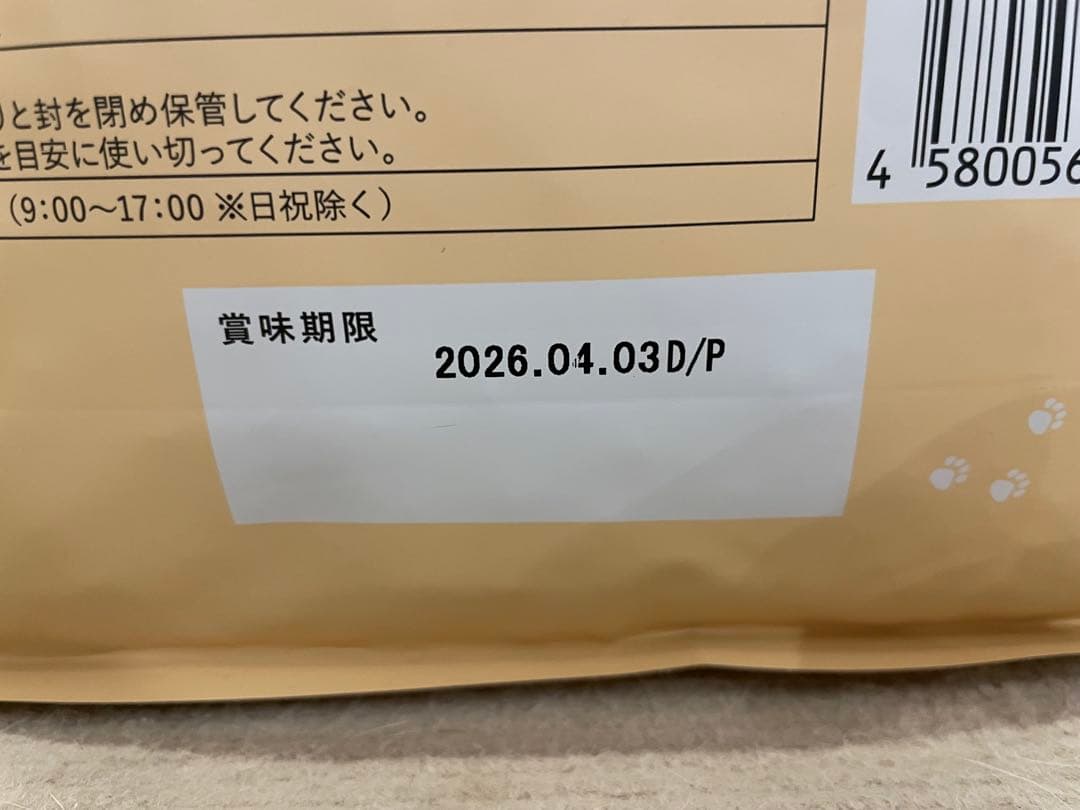 と封を閉め保管してください。
を目安に使い切ってください。
(9:00～17:00 ※日祝除く)
4 580056
賞味期限
2026.04.03D/P